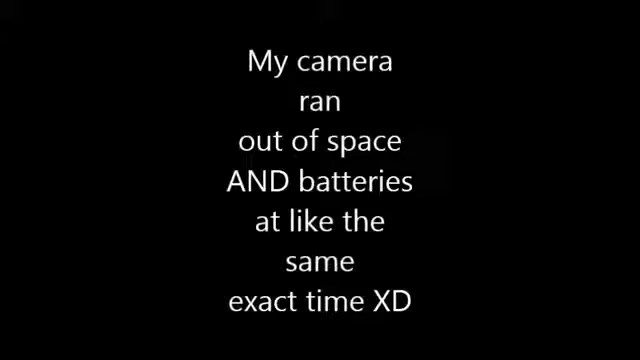 My camera
ran
out of space
AND batteries
at like the
same
exact time XD